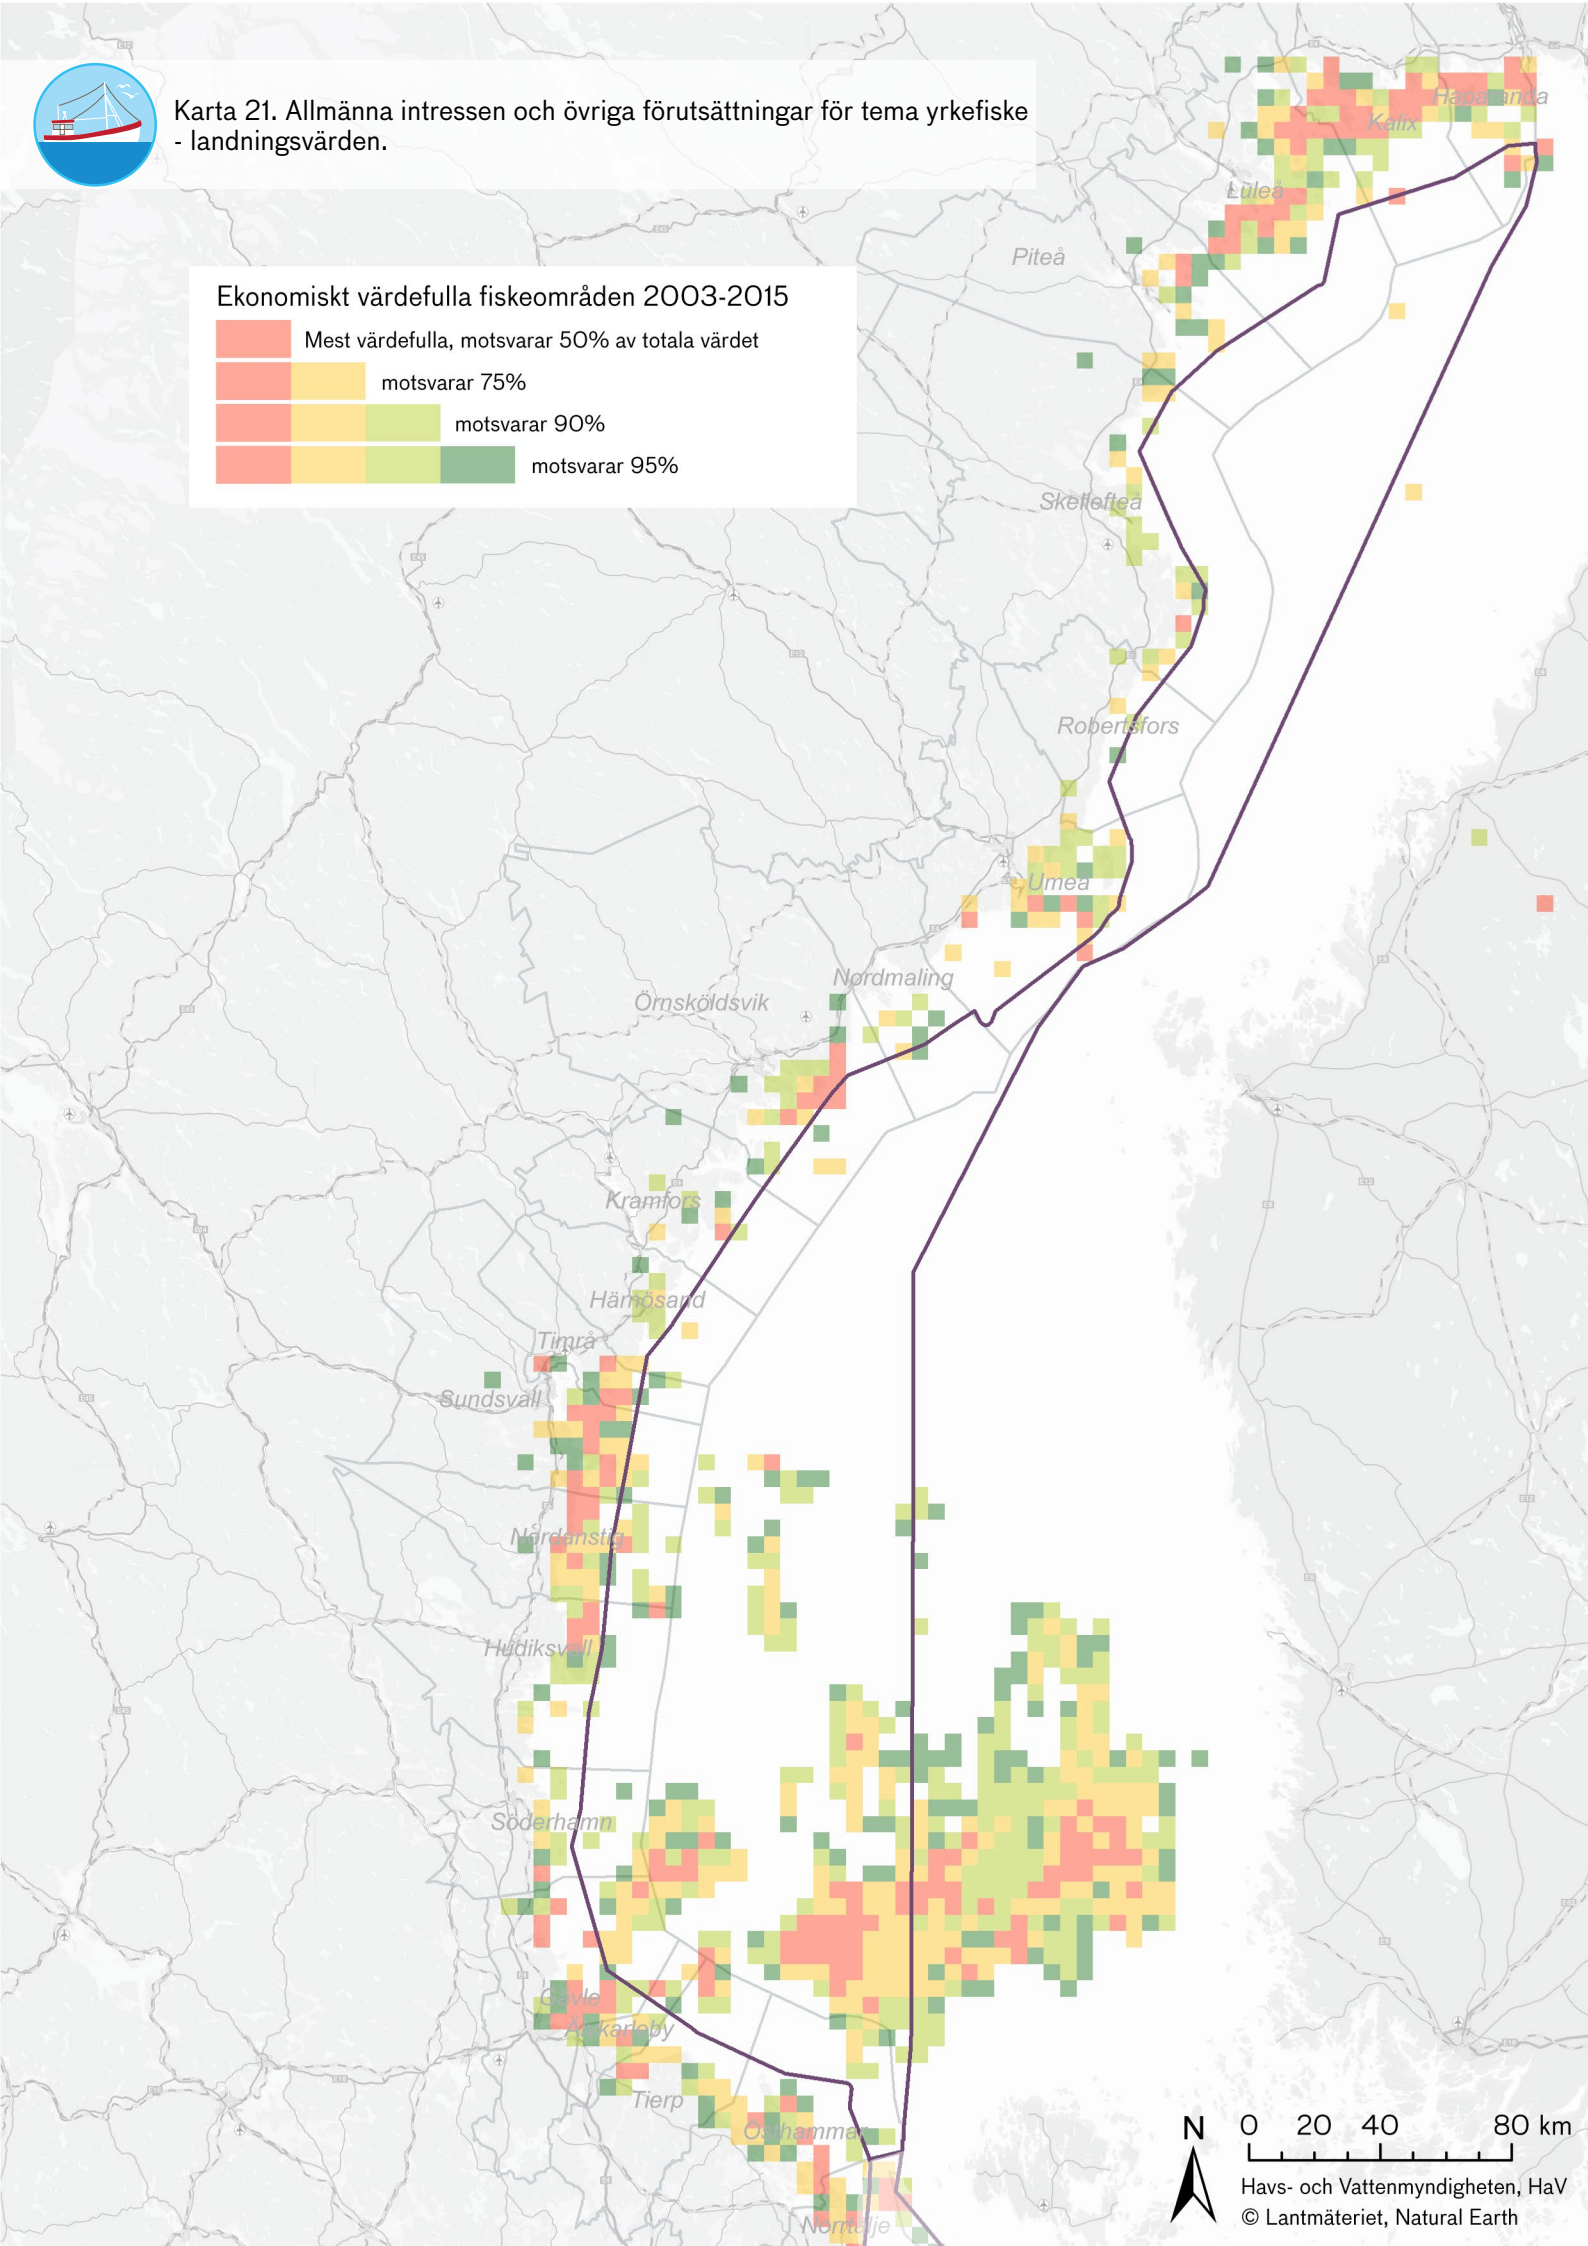 Karta 21. Allmänna intressen och övriga förutsättningar för tema yrkefiske
- landningsvärden.
Ekonomiskt värdefulla fiskeområden 2003-2015
Mest värdefulla, motsvarar 50% av totala värdet
motsvarar 75%
motsvarar 90%
motsvarar 95%
Haparanda
Kalix
Luleå
Piteå
Skellefteå
Robertsfors
Umeå
Nordmaling
Örnsköldsvik
Kramfors
Härnösand
Timrå
Sundsvall
Nordanstig
Hudiksvall
Söderhamn
Gävle
Älvkarleby
Tierp
Östhammar
Norrtälje
N
0 20 40 80 km
Havs- och Vattenmyndigheten, HaV
© Lantmäteriet, Natural Earth